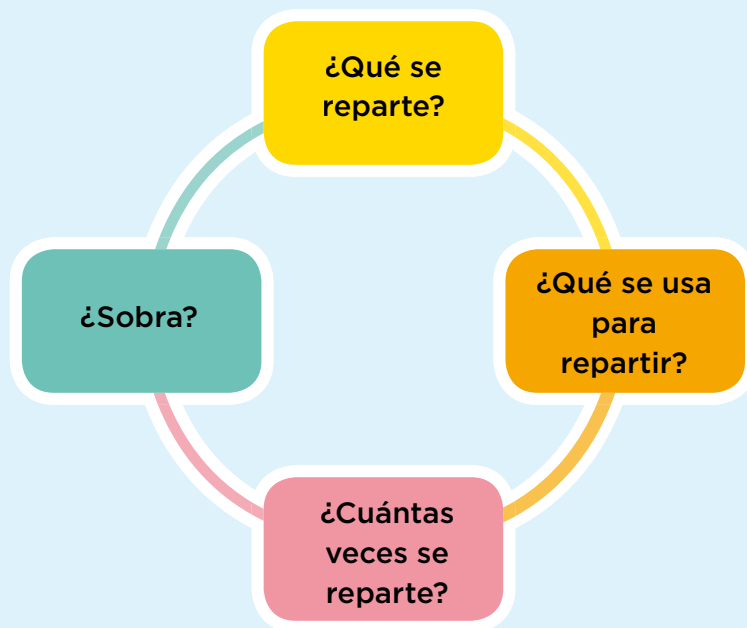 ¿Qué se
reparte?
¿Qué se usa
para
repartir?
¿Cuántas
veces se
reparte?
¿Sobra?